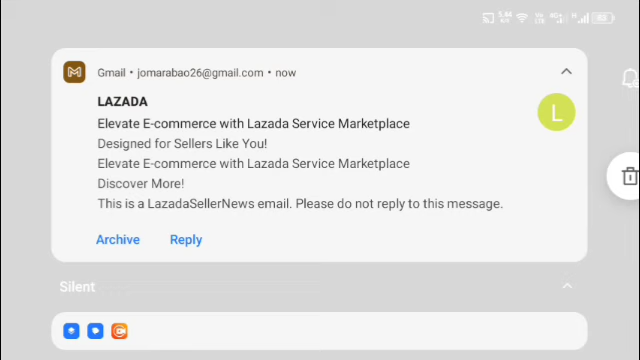 Gmail • jomarabao26@gmail.com • now
LAZADA
Elevate E-commerce with Lazada Service Marketplace
L
Designed for Sellers Like You!
Elevate E-commerce with Lazada Service Marketplace
Discover More!
This is a LazadaSellerNews email. Please do not reply to this message.
Archive Reply
Silent